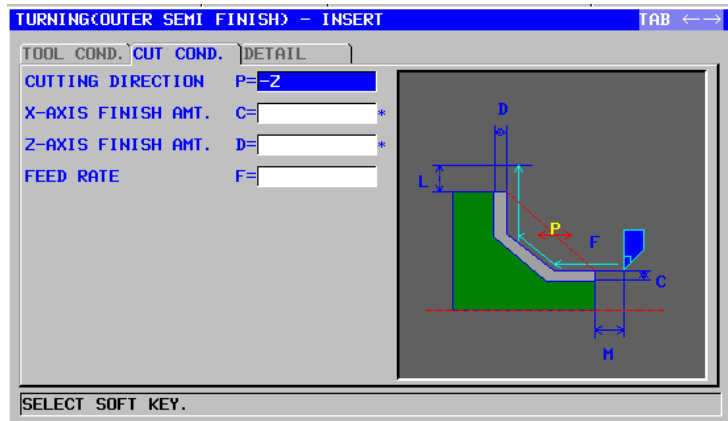 TURNING(OUTER SEMI FINISH) - INSERT TAB ←→
TOOL COND. CUT COND. DETAIL
CUTTING DIRECTION P=-Z
X-AXIS FINISH AMT. C= *
Z-AXIS FINISH AMT. D= *
FEED RATE F=
D
L
P
F
C
M
SELECT SOFT KEY.